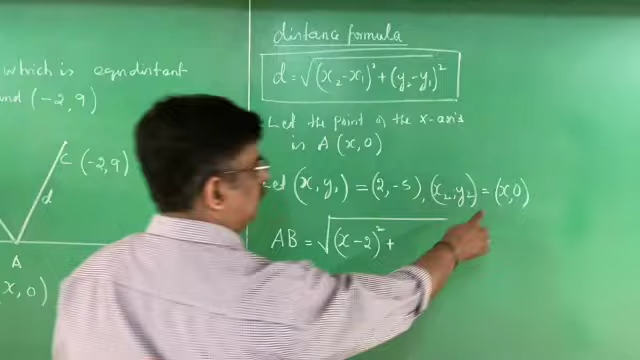 which is equidistant
and (-2, 9)
C (-2, 9)
d
A
(x, 0)
distance formula
d = √(x₂-x₁)² + (y₂-y₁)²
Let the point on the x-axis
is A (x, 0)
(x, y₁) = (2, -5), (x₂, y₂) = (x, 0)
AB = √(x-2)² +